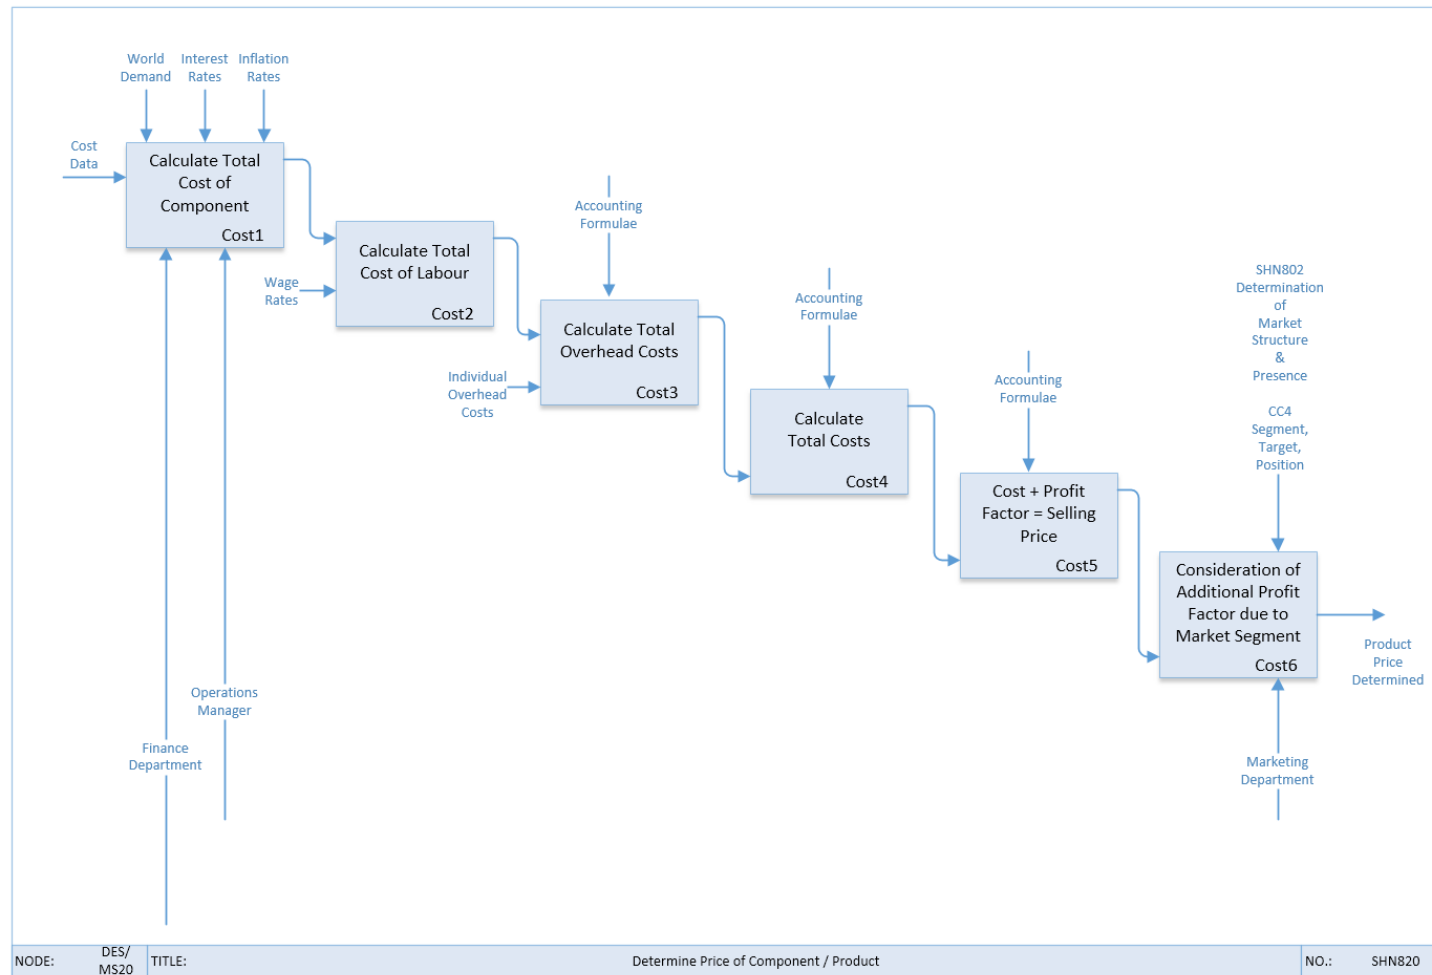 World
Demand
Interest
Rates
Inflation
Rates
Cost
Data
Calculate Total
Cost of
Component
Cost1
Accounting
Formulae
Calculate Total
Cost of Labour
Cost2
Wage
Rates
Accounting
Formulae
Calculate Total
Overhead Costs
Cost3
Individual
Overhead
Costs
Accounting
Formulae
Calculate
Total Costs
Cost4
SHN802
Determination
of
Market
Structure
&
Presence
CC4
Segment,
Target,
Position
Cost + Profit
Factor = Selling
Price
Cost5
Consideration of
Additional Profit
Factor due to
Market Segment
Cost6
Product
Price
Determined
Operations
Manager
Finance
Department
Marketing
Department
NODE:
DES/
MS20
TITLE:
Determine Price of Component / Product
NO.:
SHN820